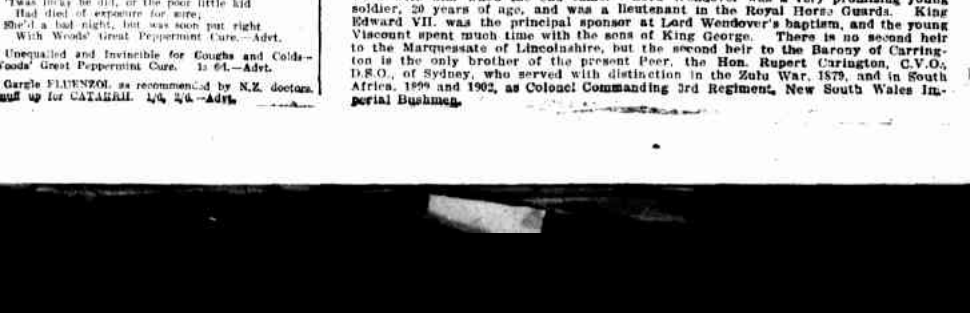 'Twas lucky he did, or the poor little kid
Had died of exposure for sure;
She'd a bad night, but was soon put right
With Woods' Great Peppermint Cure.—Advt.
Unequalled and Invincible for Coughs and Colds—
Woods' Great Peppermint Cure. 1s 6d.—Advt.
Gargle FLUENZOL as recommended by N.Z. doctors.
nuff up for CATARRH. 1/6, 2/6.—Advt.
soldier, 20 years of age, and was a lieutenant in the Royal Horse Guards. King
Edward VII. was the principal sponsor at Lord Wendover's baptism, and the young
Viscount spent much time with the sons of King George. There is no second heir
to the Marquessate of Lincolnshire, but the second heir to the Barony of Carring-
ton is the only brother of the present Peer, the Hon. Rupert Carington, C.V.O.,
D.S.O., of Sydney, who served with distinction in the Zulu War, 1879, and in South
Africa, 1899 and 1902, as Colonel Commanding 3rd Regiment, New South Wales Im-
perial Bushmen.